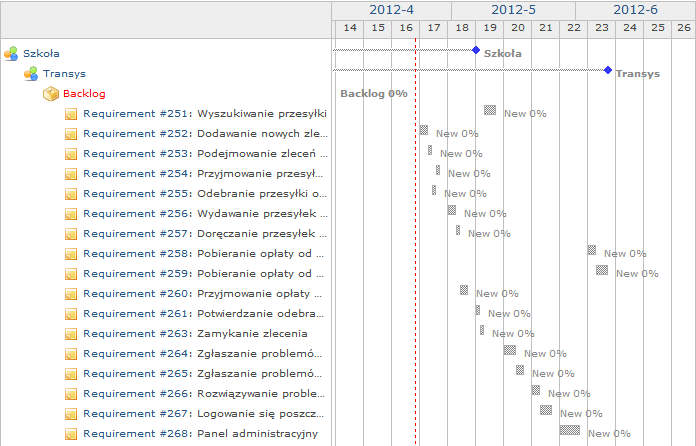 2012-4 2012-5 2012-6
14 15 16 17 18 19 20 21 22 23 24 25 26
Szkoła Szkoła
Transys Transys
Backlog Backlog 0%
Requirement #251: Wyszukiwanie przesyłki New 0%
Requirement #252: Dodawanie nowych zle... New 0%
Requirement #253: Podejmowanie zleceń ... New 0%
Requirement #254: Przyjmowanie przesył... New 0%
Requirement #255: Odebranie przesyłki o... New 0%
Requirement #256: Wydawanie przesyłek ... New 0%
Requirement #257: Doręczanie przesyłek ... New 0%
Requirement #258: Pobieranie opłaty od ... New 0%
Requirement #259: Pobieranie opłaty od ... New 0%
Requirement #260: Przyjmowanie opłaty ... New 0%
Requirement #261: Potwierdzanie odebra... New 0%
Requirement #263: Zamykanie zlecenia New 0%
Requirement #264: Zgłaszanie problemó... New 0%
Requirement #265: Zgłaszanie problemó... New 0%
Requirement #266: Rozwiązywanie proble... New 0%
Requirement #267: Logowanie się poszcz... New 0%
Requirement #268: Panel administracyjny New 0%